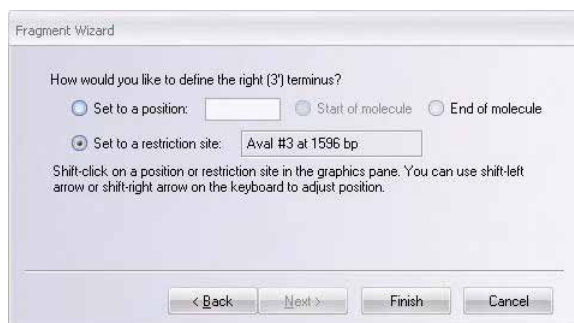 Fragment Wizard
How would you like to define the right (3') terminus?
Set to a position: Start of molecule End of molecule
Set to a restriction site: AvaI #3 at 1596 bp
Shift-click on a position or restriction site in the graphics pane. You can use shift-left
arrow or shift-right arrow on the keyboard to adjust position.
< Back Next > Finish Cancel